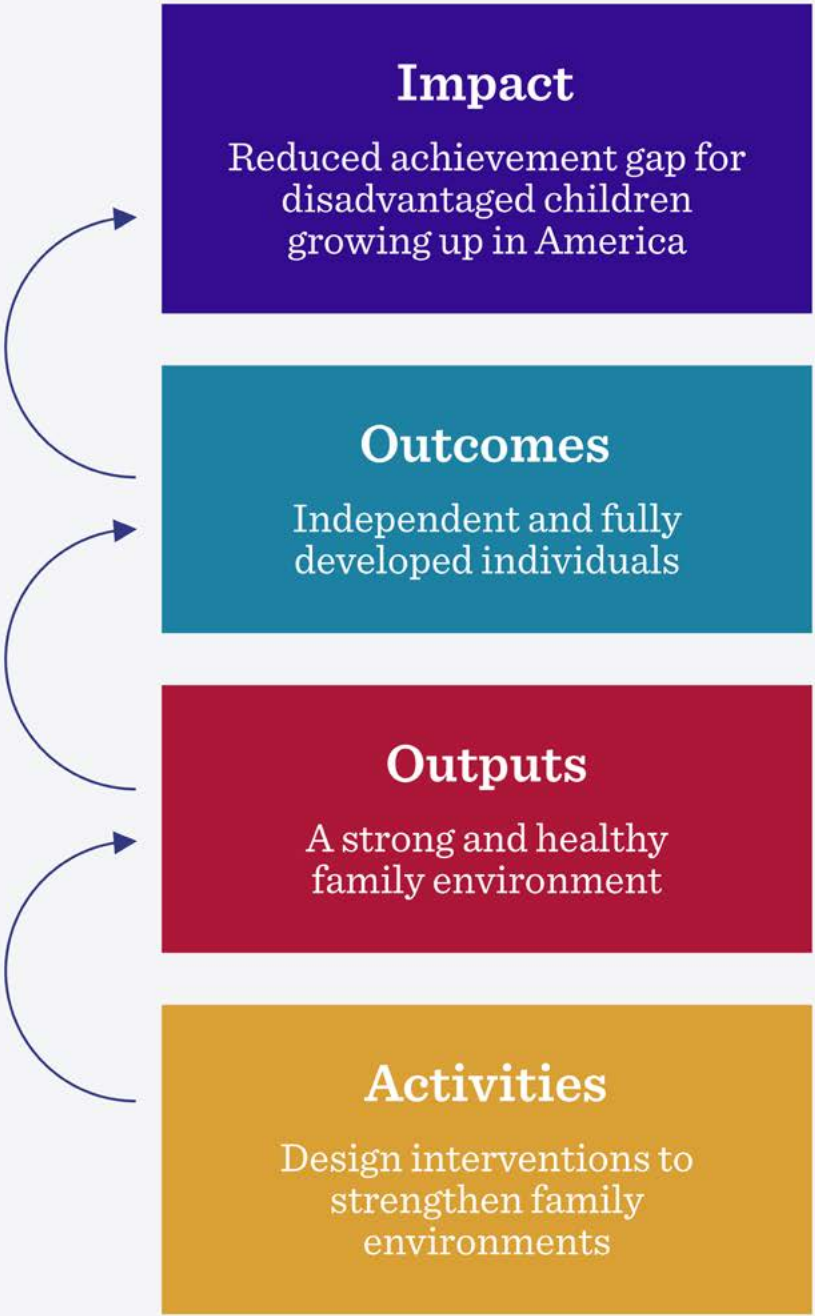 Impact
Reduced achievement gap for
disadvantaged children
growing up in America
Outcomes
Independent and fully
developed individuals
Outputs
A strong and healthy
family environment
Activities
Design interventions to
strengthen family
environments